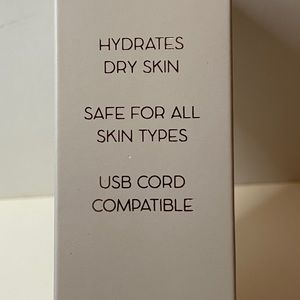 HYDRATES
DRY SKIN
SAFE FOR ALL
SKIN TYPES
USB CORD
COMPATIBLE